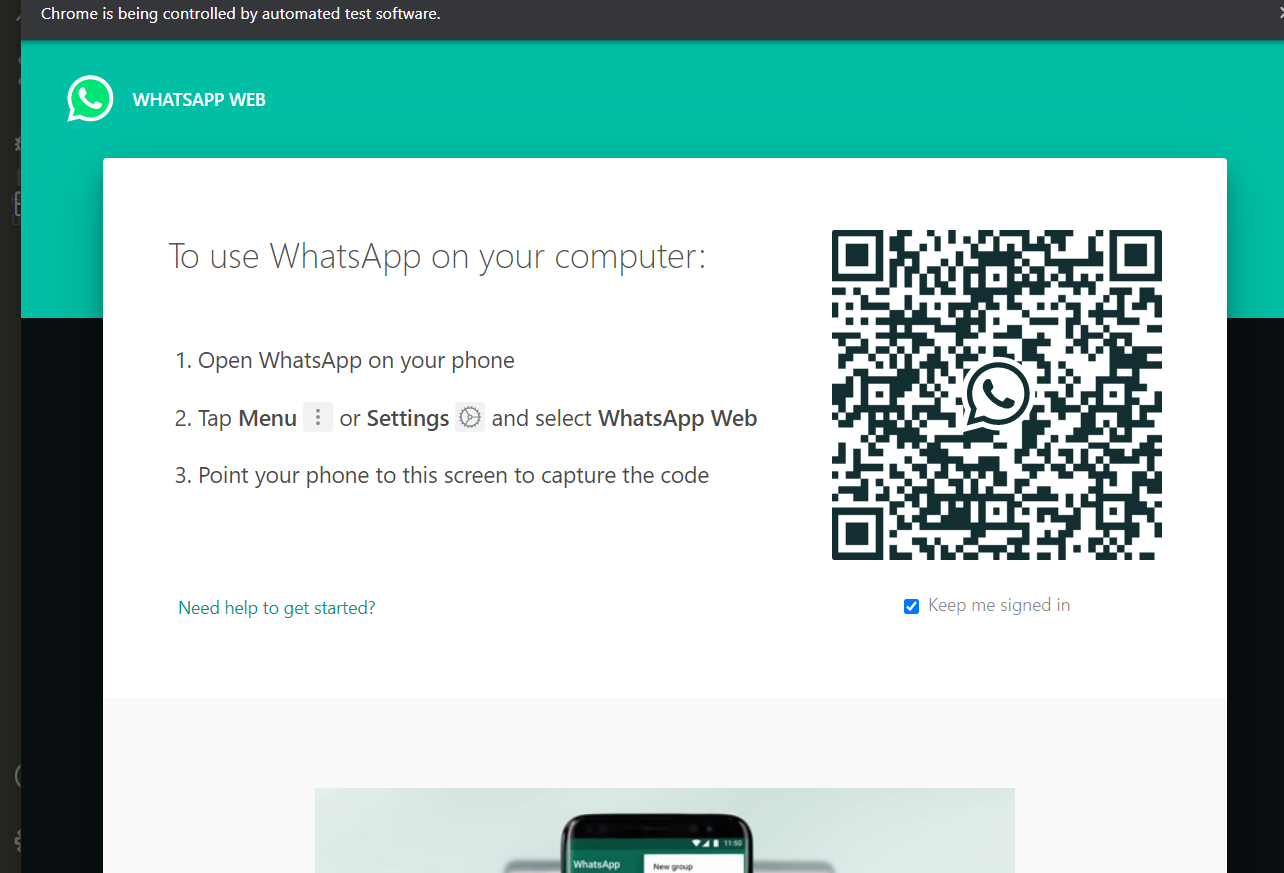 Chrome is being controlled by automated test software.
WHATSAPP WEB
To use WhatsApp on your computer:
1. Open WhatsApp on your phone
2. Tap Menu or Settings and select WhatsApp Web
3. Point your phone to this screen to capture the code
Need help to get started?
Keep me signed in
11:50
WhatsApp
New group